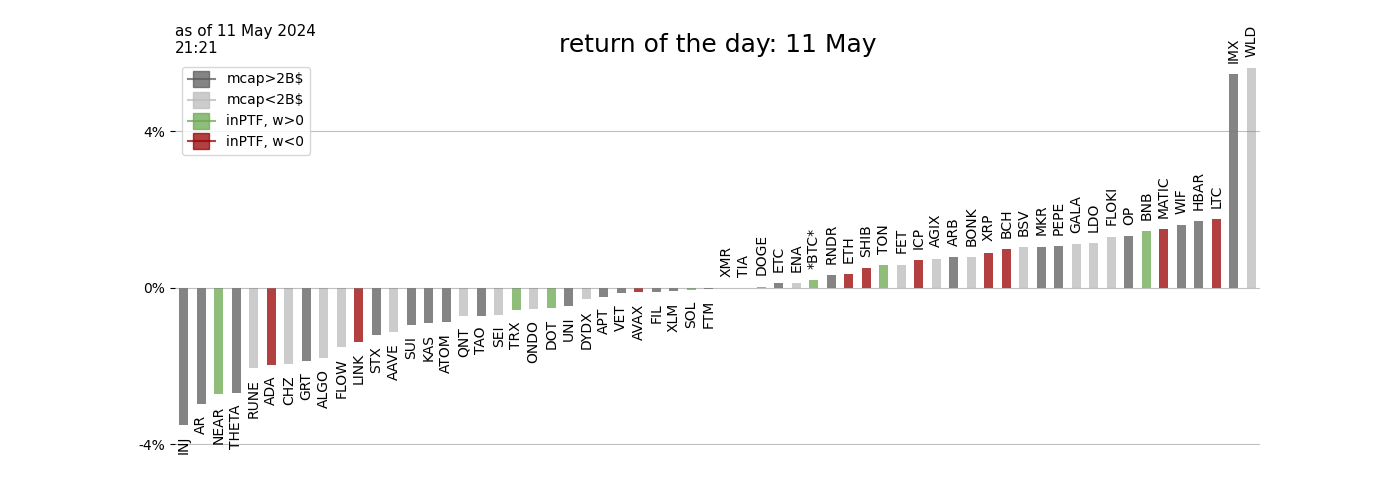 as of 11 May 2024
21:21
return of the day: 11 May
mcap>2B$
mcap<2B$
inPTF, w>0
inPTF, w<0
4%
0%
-4%
INJ
AR
NEAR
THETA
RUNE
ADA
CHZ
GRT
ALGO
FLOW
LINK
STX
AAVE
SUI
KAS
ATOM
QNT
TAO
SEI
TRX
ONDO
DOT
UNI
DYDX
APT
VET
AVAX
FIL
XLM
SOL
FTM
XMR
TIA
DOGE
ETC
ENA
*BTC*
RNDR
ETH
SHIB
TON
FET
ICP
AGIX
ARB
BONK
XRP
BCH
BSV
MKR
PEPE
GALA
LDO
FLOKI
OP
BNB
MATIC
WIF
HBAR
LTC
IMX
WLD